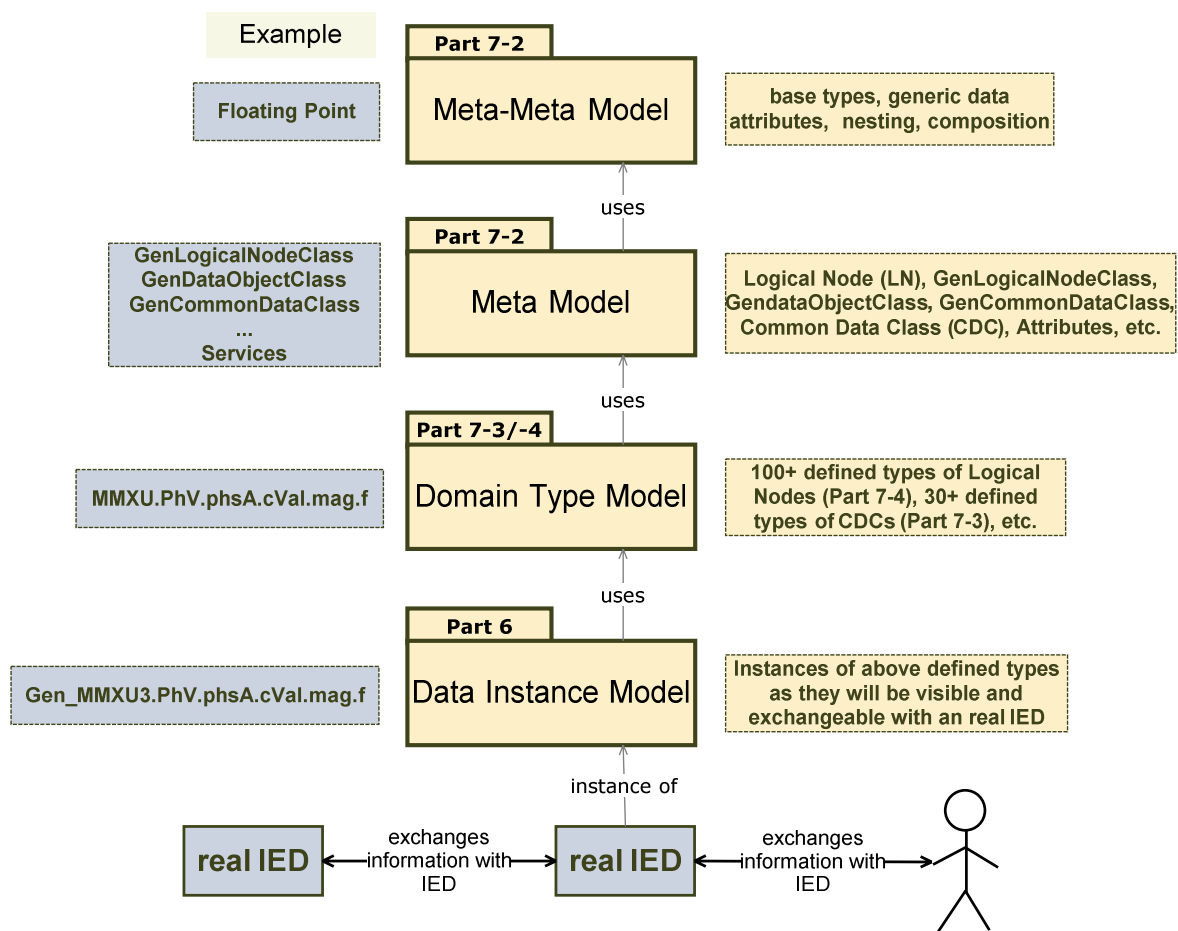 Example
Part 7-2
Meta-Meta Model
Floating Point
base types, generic data
attributes, nesting, composition
uses
Part 7-2
Meta Model
GenLogicalNodeClass
GenDataObjectClass
GenCommonDataClass
...
Services
Logical Node (LN), GenLogicalNodeClass,
GendataObjectClass, GenCommonDataClass,
Common Data Class (CDC), Attributes, etc.
uses
Part 7-3/-4
Domain Type Model
MMXU.PhV.phsA.cVal.mag.f
100+ defined types of Logical
Nodes (Part 7-4), 30+ defined
types of CDCs (Part 7-3), etc.
uses
Part 6
Data Instance Model
Gen_MMXU3.PhV.phsA.cVal.mag.f
Instances of above defined types
as they will be visible and
exchangeable with an real IED
instance of
real IED
exchanges
information with
IED
real IED
exchanges
information with
IED